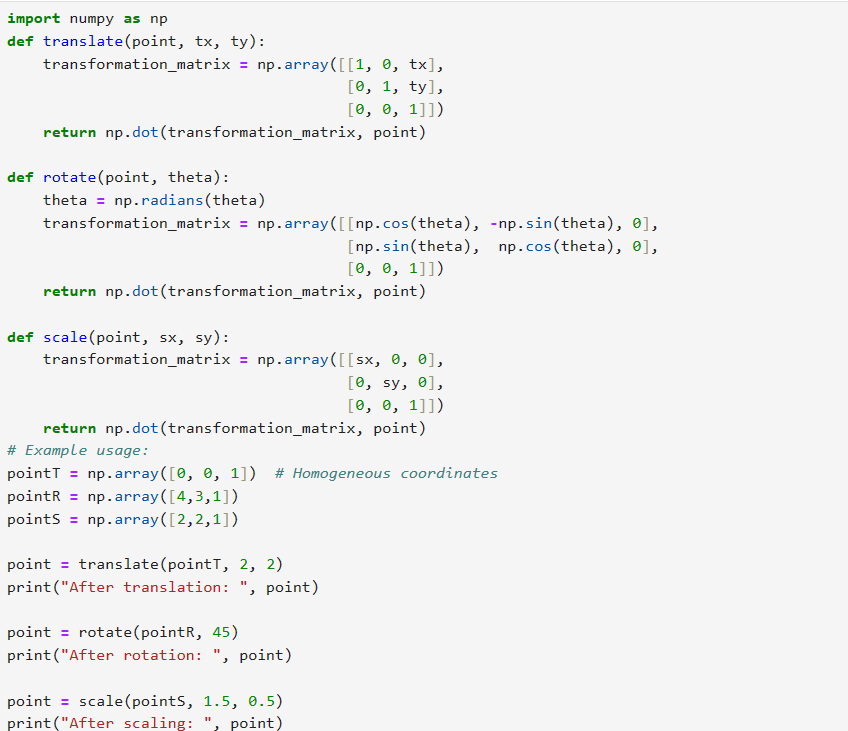 import numpy as np
def translate(point, tx, ty):
    transformation_matrix = np.array([[1, 0, tx],
                                      [0, 1, ty],
                                      [0, 0, 1]])
    return np.dot(transformation_matrix, point)

def rotate(point, theta):
    theta = np.radians(theta)
    transformation_matrix = np.array([[np.cos(theta), -np.sin(theta), 0],
                                      [np.sin(theta),  np.cos(theta), 0],
                                      [0, 0, 1]])
    return np.dot(transformation_matrix, point)

def scale(point, sx, sy):
    transformation_matrix = np.array([[sx, 0, 0],
                                      [0, sy, 0],
                                      [0, 0, 1]])
    return np.dot(transformation_matrix, point)
# Example usage:
pointT = np.array([0, 0, 1])  # Homogeneous coordinates
pointR = np.array([4,3,1])
pointS = np.array([2,2,1])

point = translate(pointT, 2, 2)
print("After translation: ", point)

point = rotate(pointR, 45)
print("After rotation: ", point)

point = scale(pointS, 1.5, 0.5)
print("After scaling: ", point)